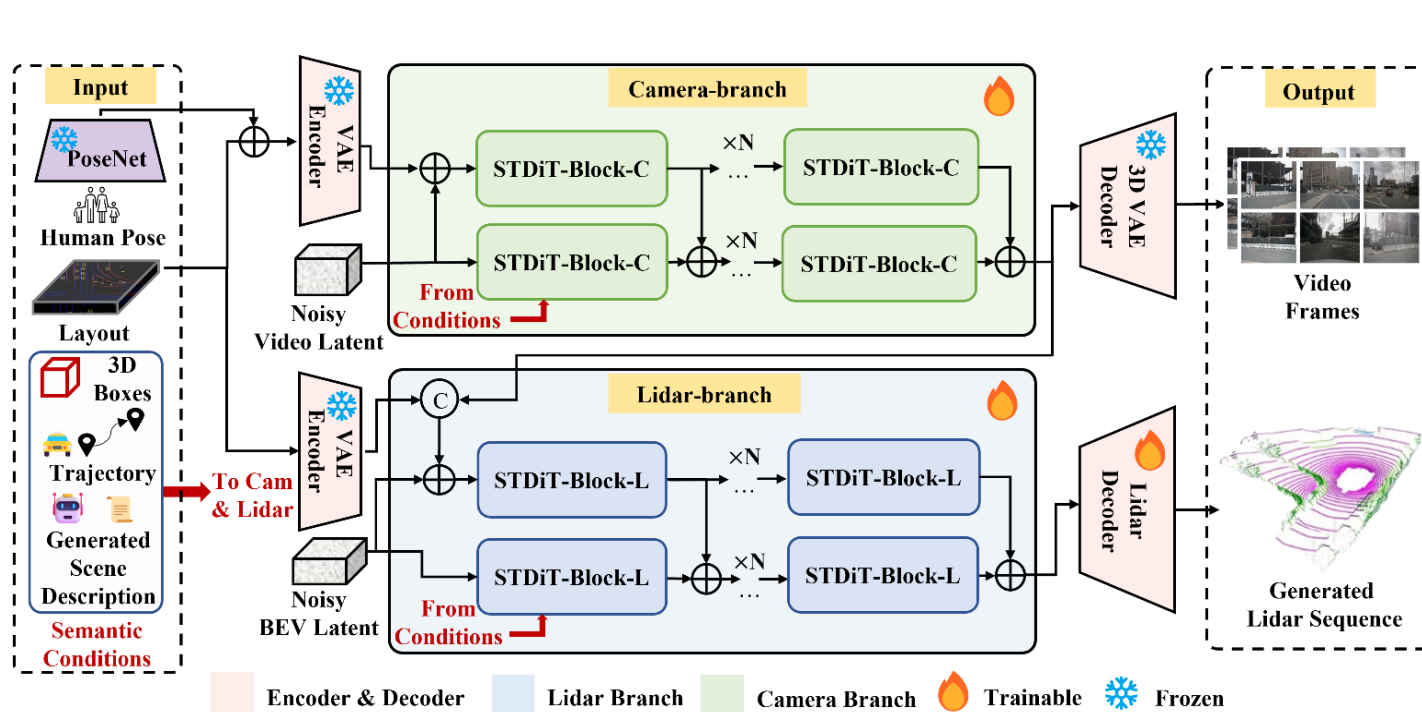 Input
PoseNet
Human Pose
Layout
3D
Boxes
Trajectory
Generated
Scene
Description
Semantic
Conditions
To Cam
& Lidar
VAE
Encoder
Noisy
Video Latent
Camera-branch
STDiT-Block-C
×N
...
STDiT-Block-C
STDiT-Block-C
×N
...
STDiT-Block-C
From
Conditions
VAE
Encoder
Noisy
BEV Latent
C
Lidar-branch
STDiT-Block-L
×N
...
STDiT-Block-L
STDiT-Block-L
×N
...
STDiT-Block-L
From
Conditions
3D VAE
Decoder
Lidar
Decoder
Output
Video
Frames
Generated
Lidar Sequence
Encoder & Decoder
Lidar Branch
Camera Branch
Trainable
Frozen